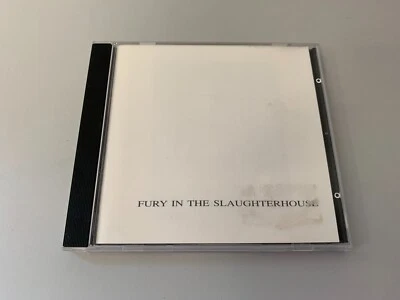 FURY IN THE SLAUGHTERHOUSE